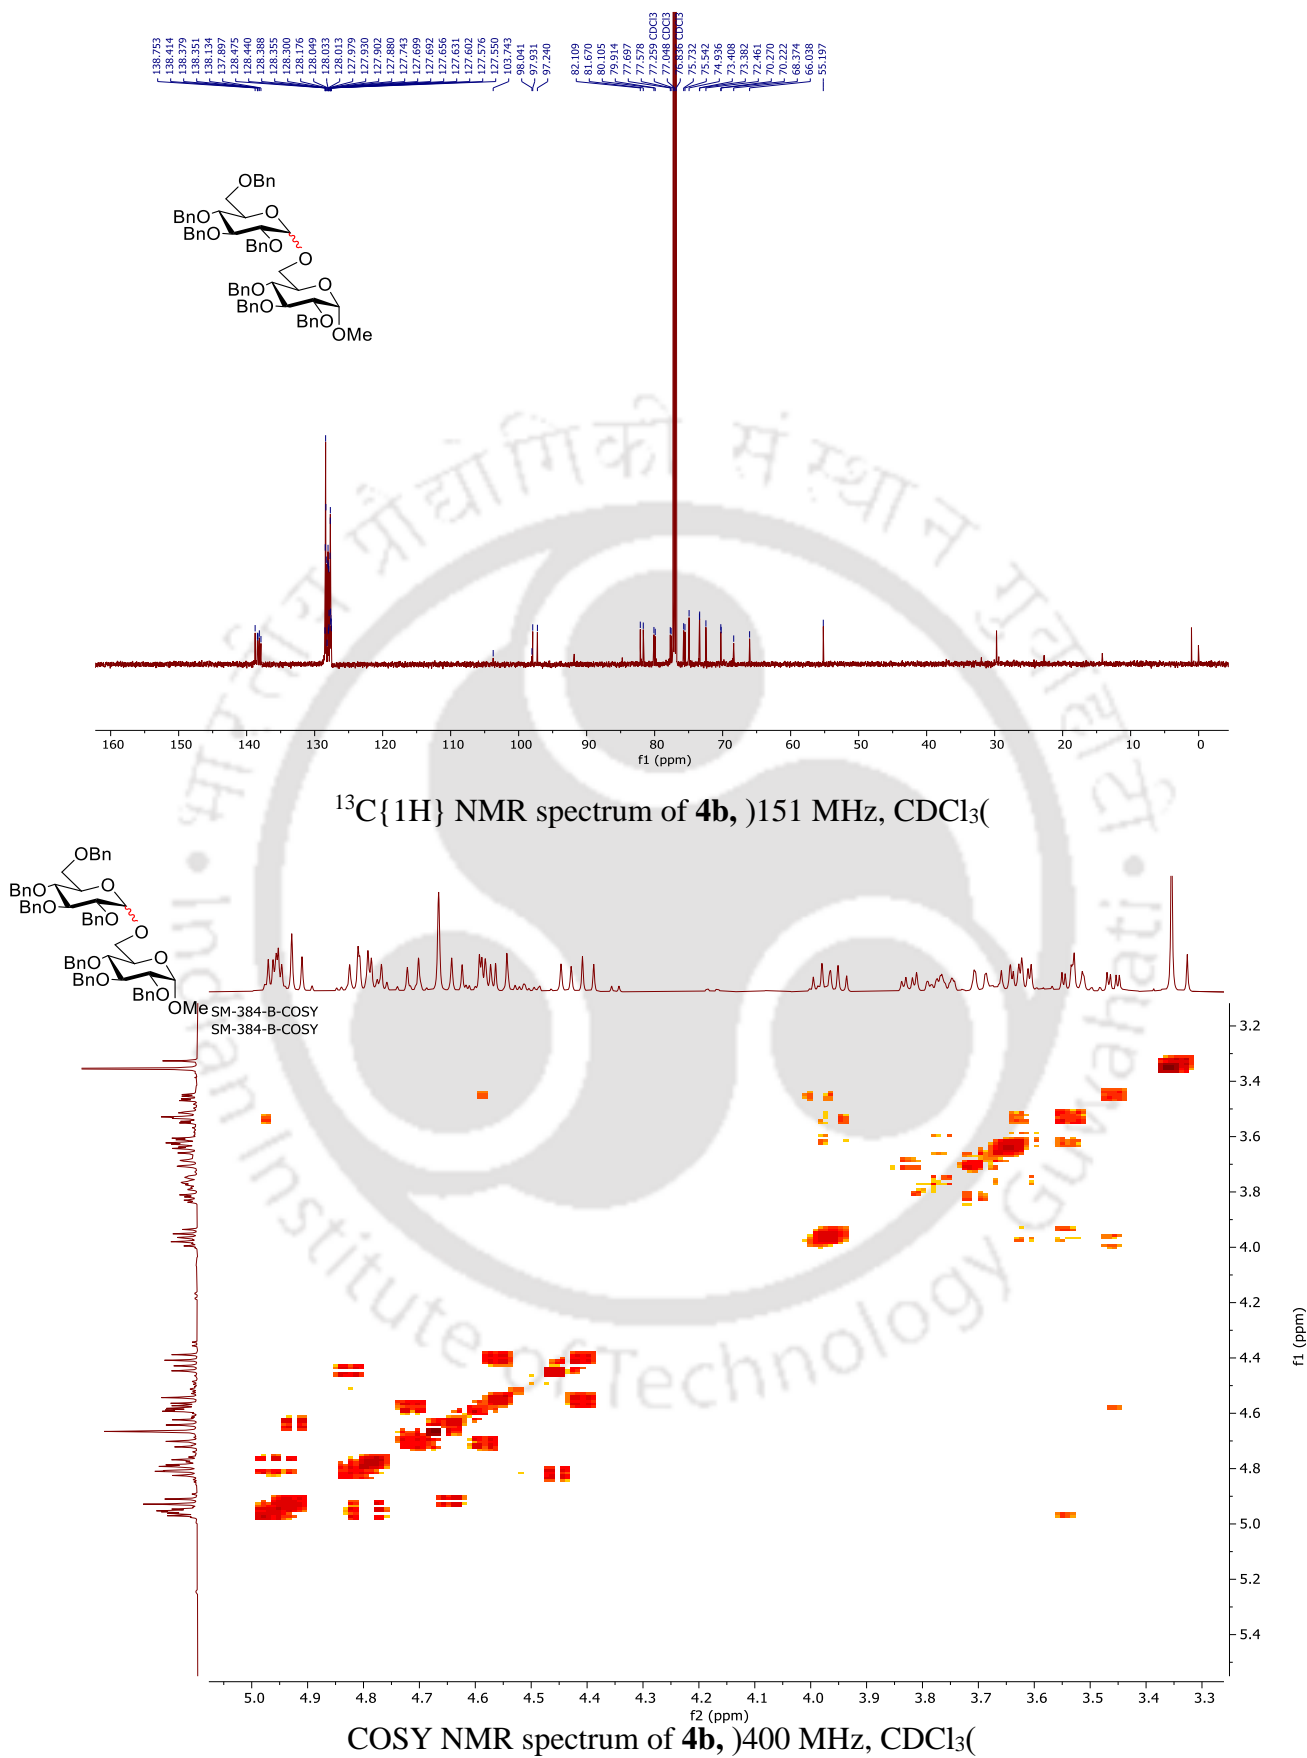 138.753
138.414
138.379
138.351
138.134
137.897
128.475
128.440
128.388
128.355
128.300
128.176
128.049
128.033
128.013
127.979
127.930
127.902
127.880
127.743
127.699
127.692
127.656
127.631
127.602
127.576
127.550
103.743
98.041
97.931
97.240
82.109
81.670
80.105
79.914
77.697
77.578
77.259 CDCl3
77.048 CDCl3
76.836 CDCl3
75.732
75.542
74.936
73.408
73.382
72.461
70.270
70.222
68.374
66.038
55.197
OBn
BnO
BnO
BnO
O
O
BnO
BnO
BnO
O
OMe
160 150 140 130 120 110 100 90 80 70 60 50 40 30 20 10 0
f1 (ppm)
भारतीय प्रौद्योगिकी संस्थान गुवाहाटी
Indian Institute of Technology Guwahati
¹³C{1H} NMR spectrum of 4b, )151 MHz, CDCl₃(
OBn
BnO
BnO
BnO
O
O
BnO
BnO
BnO
O
OMe
SM-384-B-COSY
SM-384-B-COSY
3.2
3.4
3.6
3.8
4.0
4.2
4.4
4.6
4.8
5.0
5.2
5.4
f1 (ppm)
5.0 4.9 4.8 4.7 4.6 4.5 4.4 4.3 4.2 4.1 4.0 3.9 3.8 3.7 3.6 3.5 3.4 3.3
f2 (ppm)
COSY NMR spectrum of 4b, )400 MHz, CDCl₃(